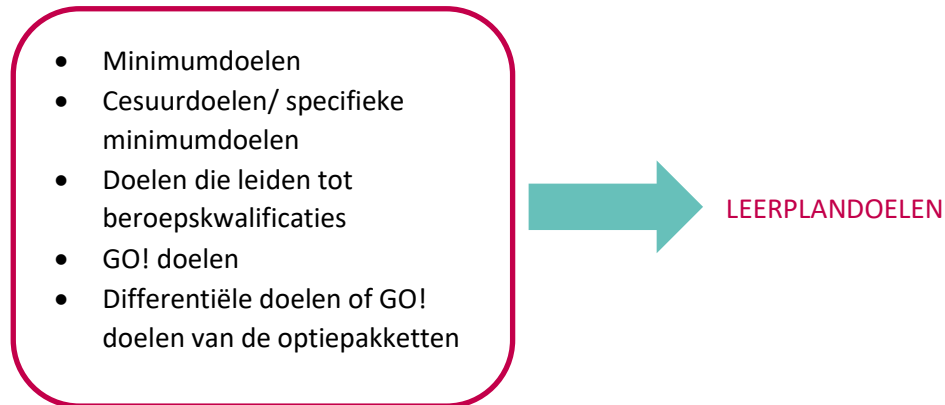 • Minimumdoelen
• Cesuurdoelen/ specifieke
minimumdoelen
• Doelen die leiden tot
beroepskwalificaties
• GO! doelen
• Differentiële doelen of GO!
doelen van de optiepakketten
LEERPLANDOELEN